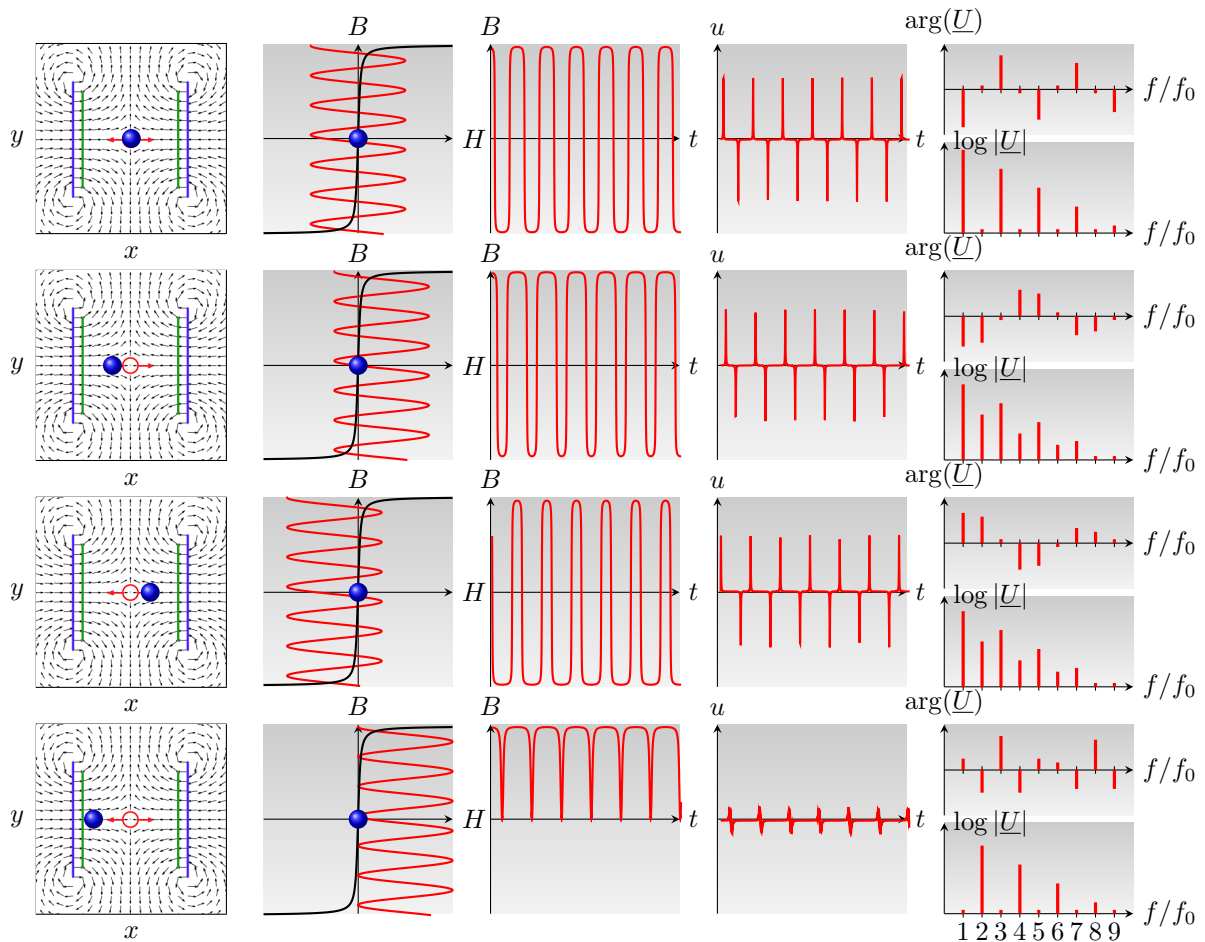 B B u arg(U)
y H t t f/f₀
log |U|
f/f₀
x
B B u arg(U)
y H t t f/f₀
log |U|
f/f₀
x
B B u arg(U)
y H t t f/f₀
log |U|
f/f₀
x
B B u arg(U)
y H t t f/f₀
log |U|
f/f₀
x 1 2 3 4 5 6 7 8 9